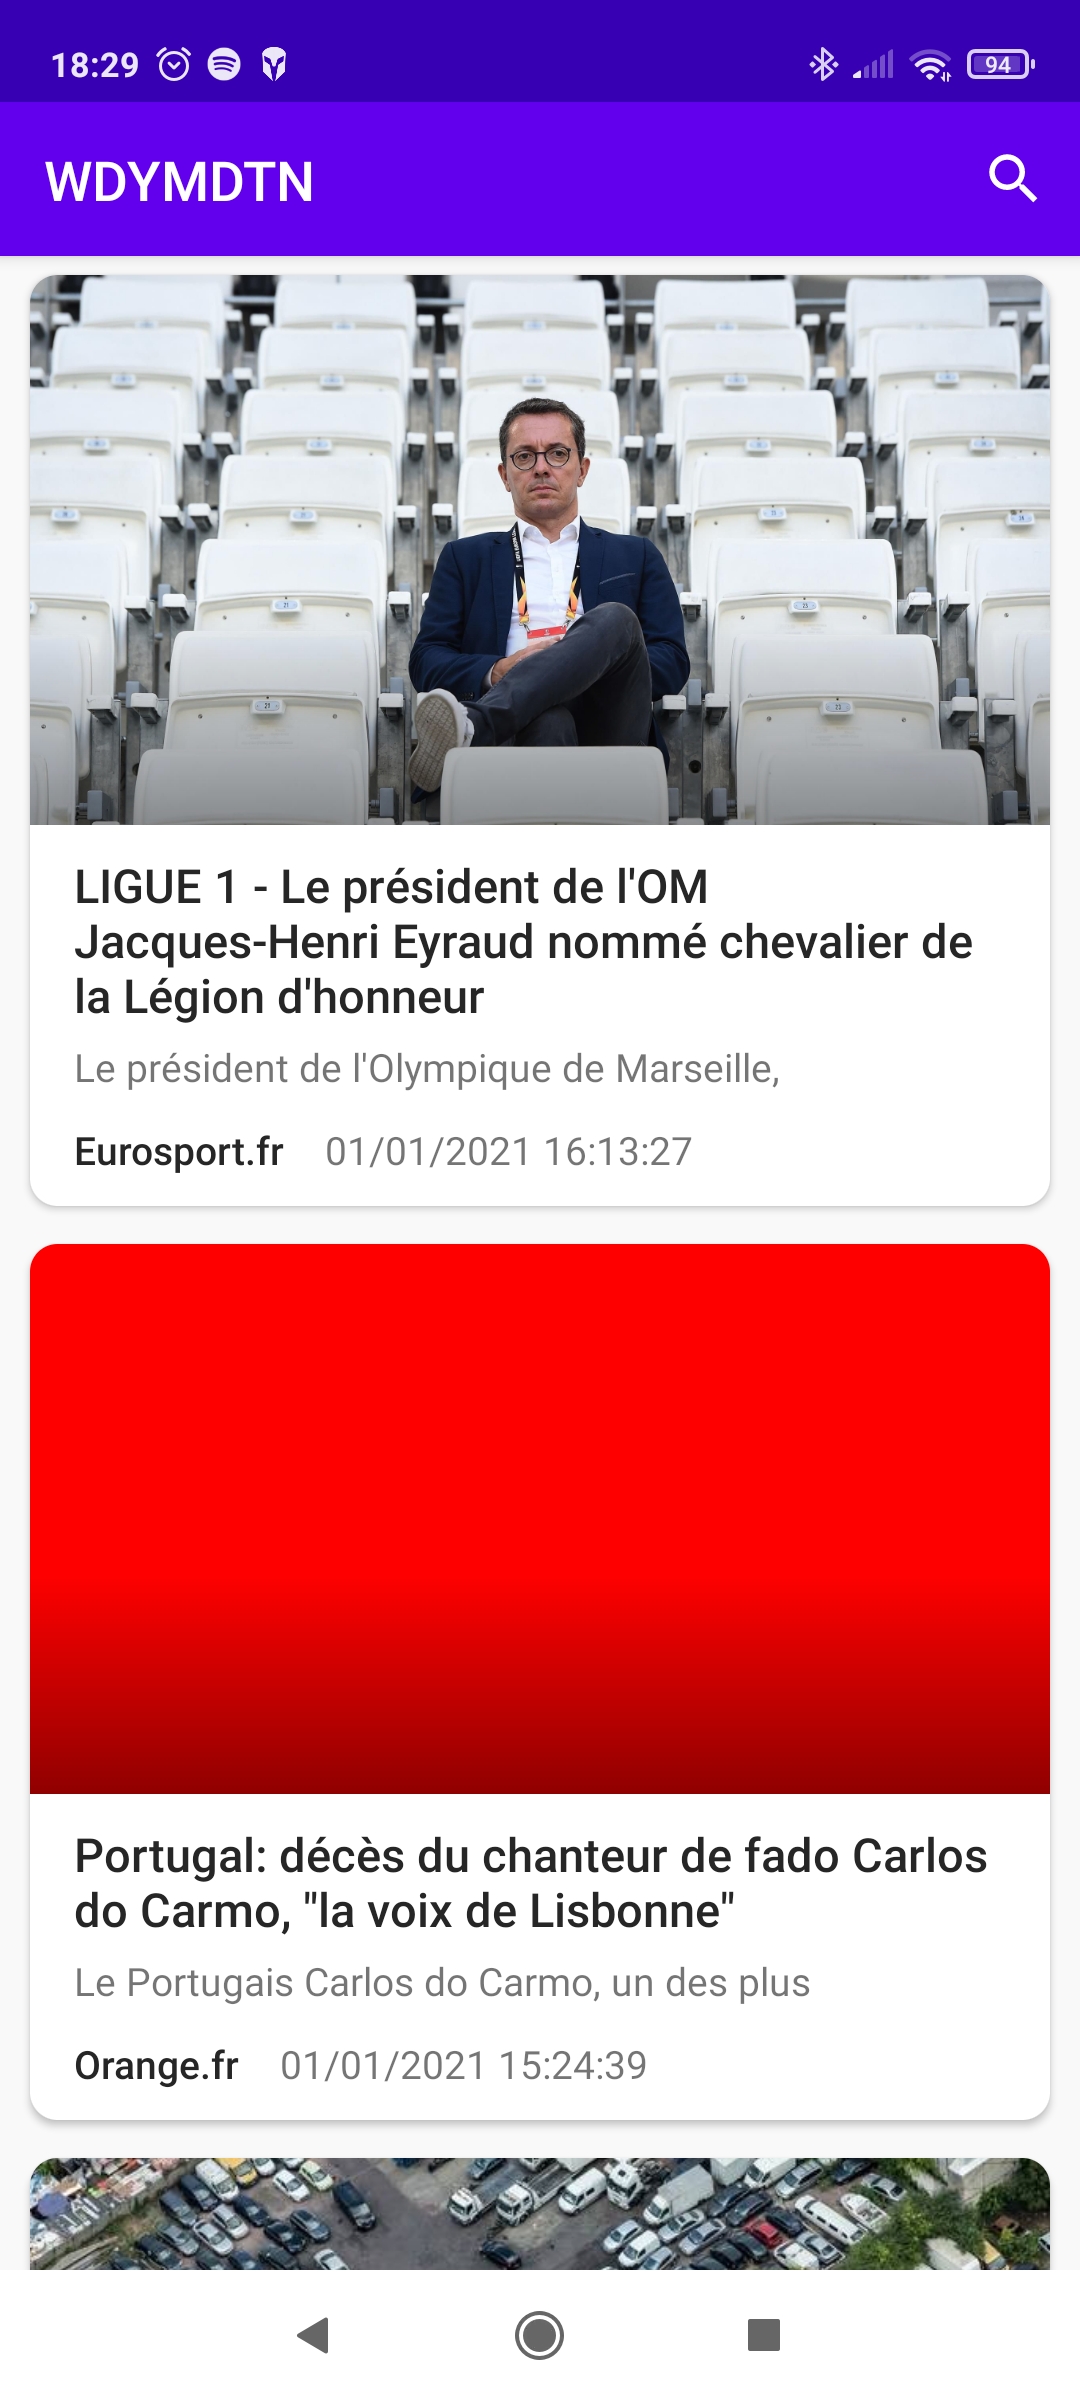 18:29
94
WDYMDTN
LIGUE 1 - Le président de l'OM
Jacques-Henri Eyraud nommé chevalier de
la Légion d'honneur
Le président de l'Olympique de Marseille,
Eurosport.fr 01/01/2021 16:13:27
Portugal: décès du chanteur de fado Carlos
do Carmo, "la voix de Lisbonne"
Le Portugais Carlos do Carmo, un des plus
Orange.fr 01/01/2021 15:24:39